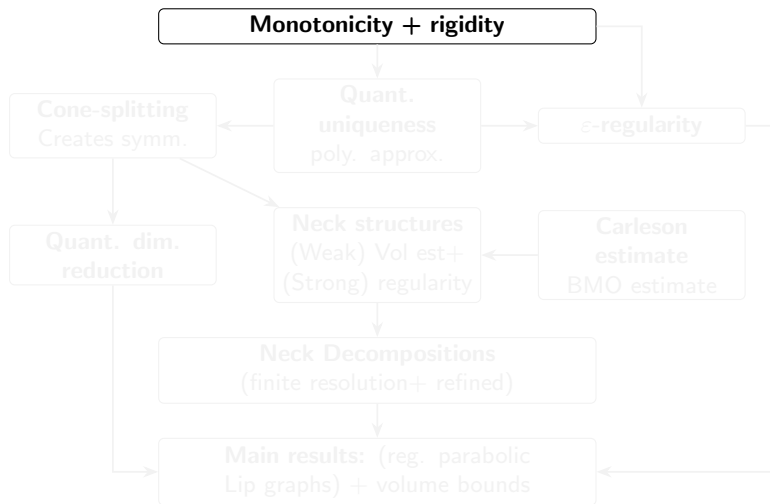 Monotonicity + rigidity
Quant.
uniqueness
poly. approx.
Cone-splitting
Creates symm.
ε-regularity
Quant. dim.
reduction
Neck structures
(Weak) Vol est+
(Strong) regularity
Carleson
estimate
BMO estimate
Neck Decompositions
(finite resolution+ refined)
Main results: (reg. parabolic
Lip graphs) + volume bounds